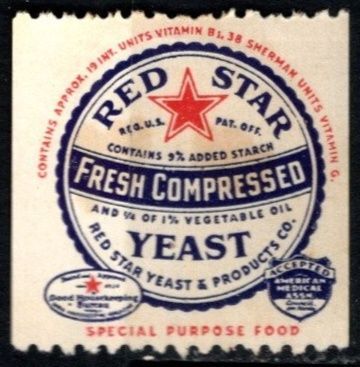 CONTAINS APPROX. 19 INT. UNITS VITAMIN B1. 38 SHERMAN UNITS VITAMIN G.
RED STAR
REG. U.S. PAT. OFF.
CONTAINS 9% ADDED STARCH
FRESH COMPRESSED
AND ¼ OF 1% VEGETABLE OIL
YEAST
RED STAR YEAST & PRODUCTS CO.
Good Housekeeping
Bureau
ACCEPTED
AMERICAN
MEDICAL
ASSN.
SPECIAL PURPOSE FOOD